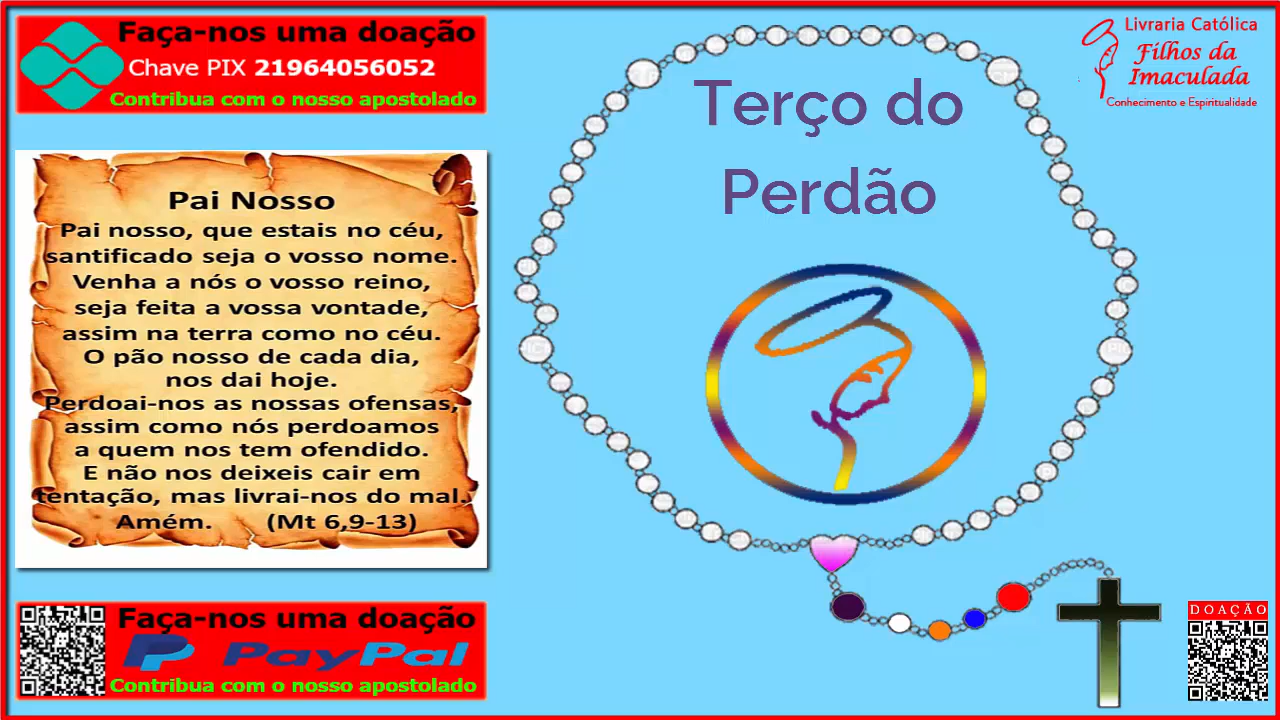 Faça-nos uma doação
Chave PIX 21964056052
Contribua com o nosso apostolado
Pai Nosso
Pai nosso, que estais no céu,
santificado seja o vosso nome.
Venha a nós o vosso reino,
seja feita a vossa vontade,
assim na terra como no céu.
O pão nosso de cada dia,
nos dai hoje.
Perdoai-nos as nossas ofensas,
assim como nós perdoamos
a quem nos tem ofendido.
E não nos deixeis cair em
tentação, mas livrai-nos do mal.
Amém. (Mt 6,9-13)
Faça-nos uma doação
PayPal
Contribua com o nosso apostolado
Terço do
Perdão
Livraria Católica
Filhos da
Imaculada
Conhecimento e Espiritualidade
DOAÇÃO